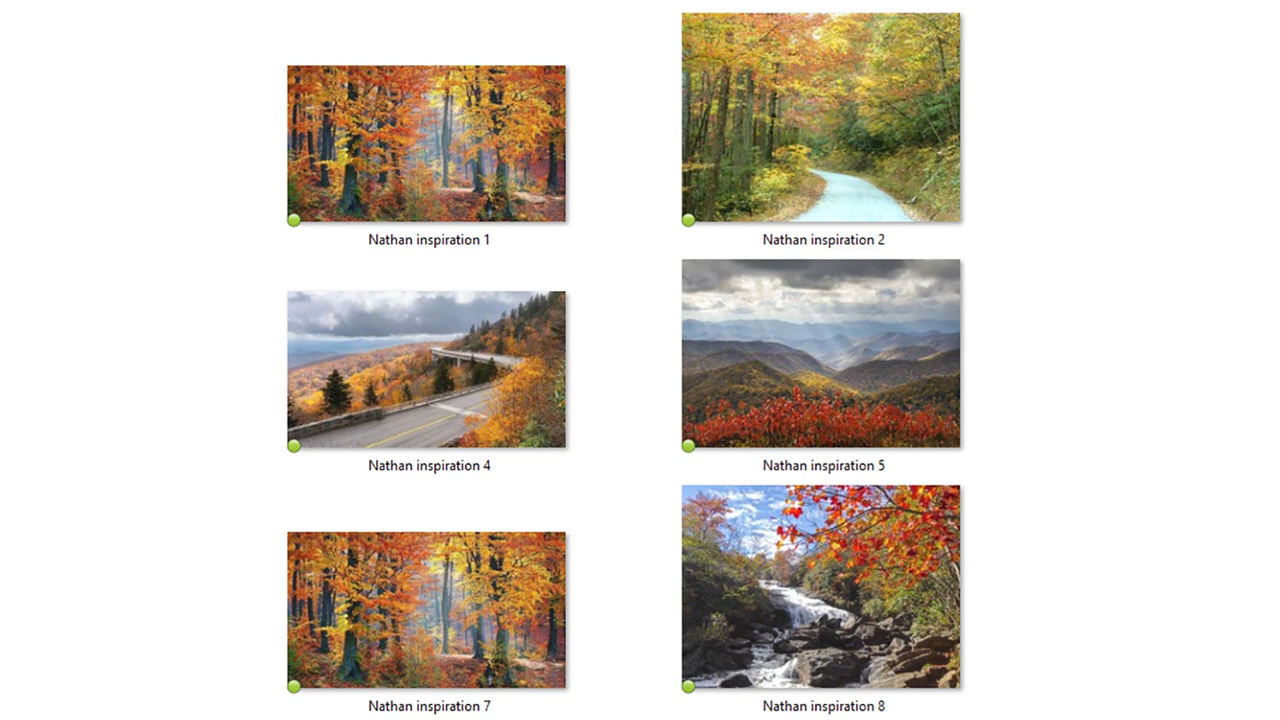 Nathan inspiration 1
Nathan inspiration 2
Nathan inspiration 4
Nathan inspiration 5
Nathan inspiration 7
Nathan inspiration 8